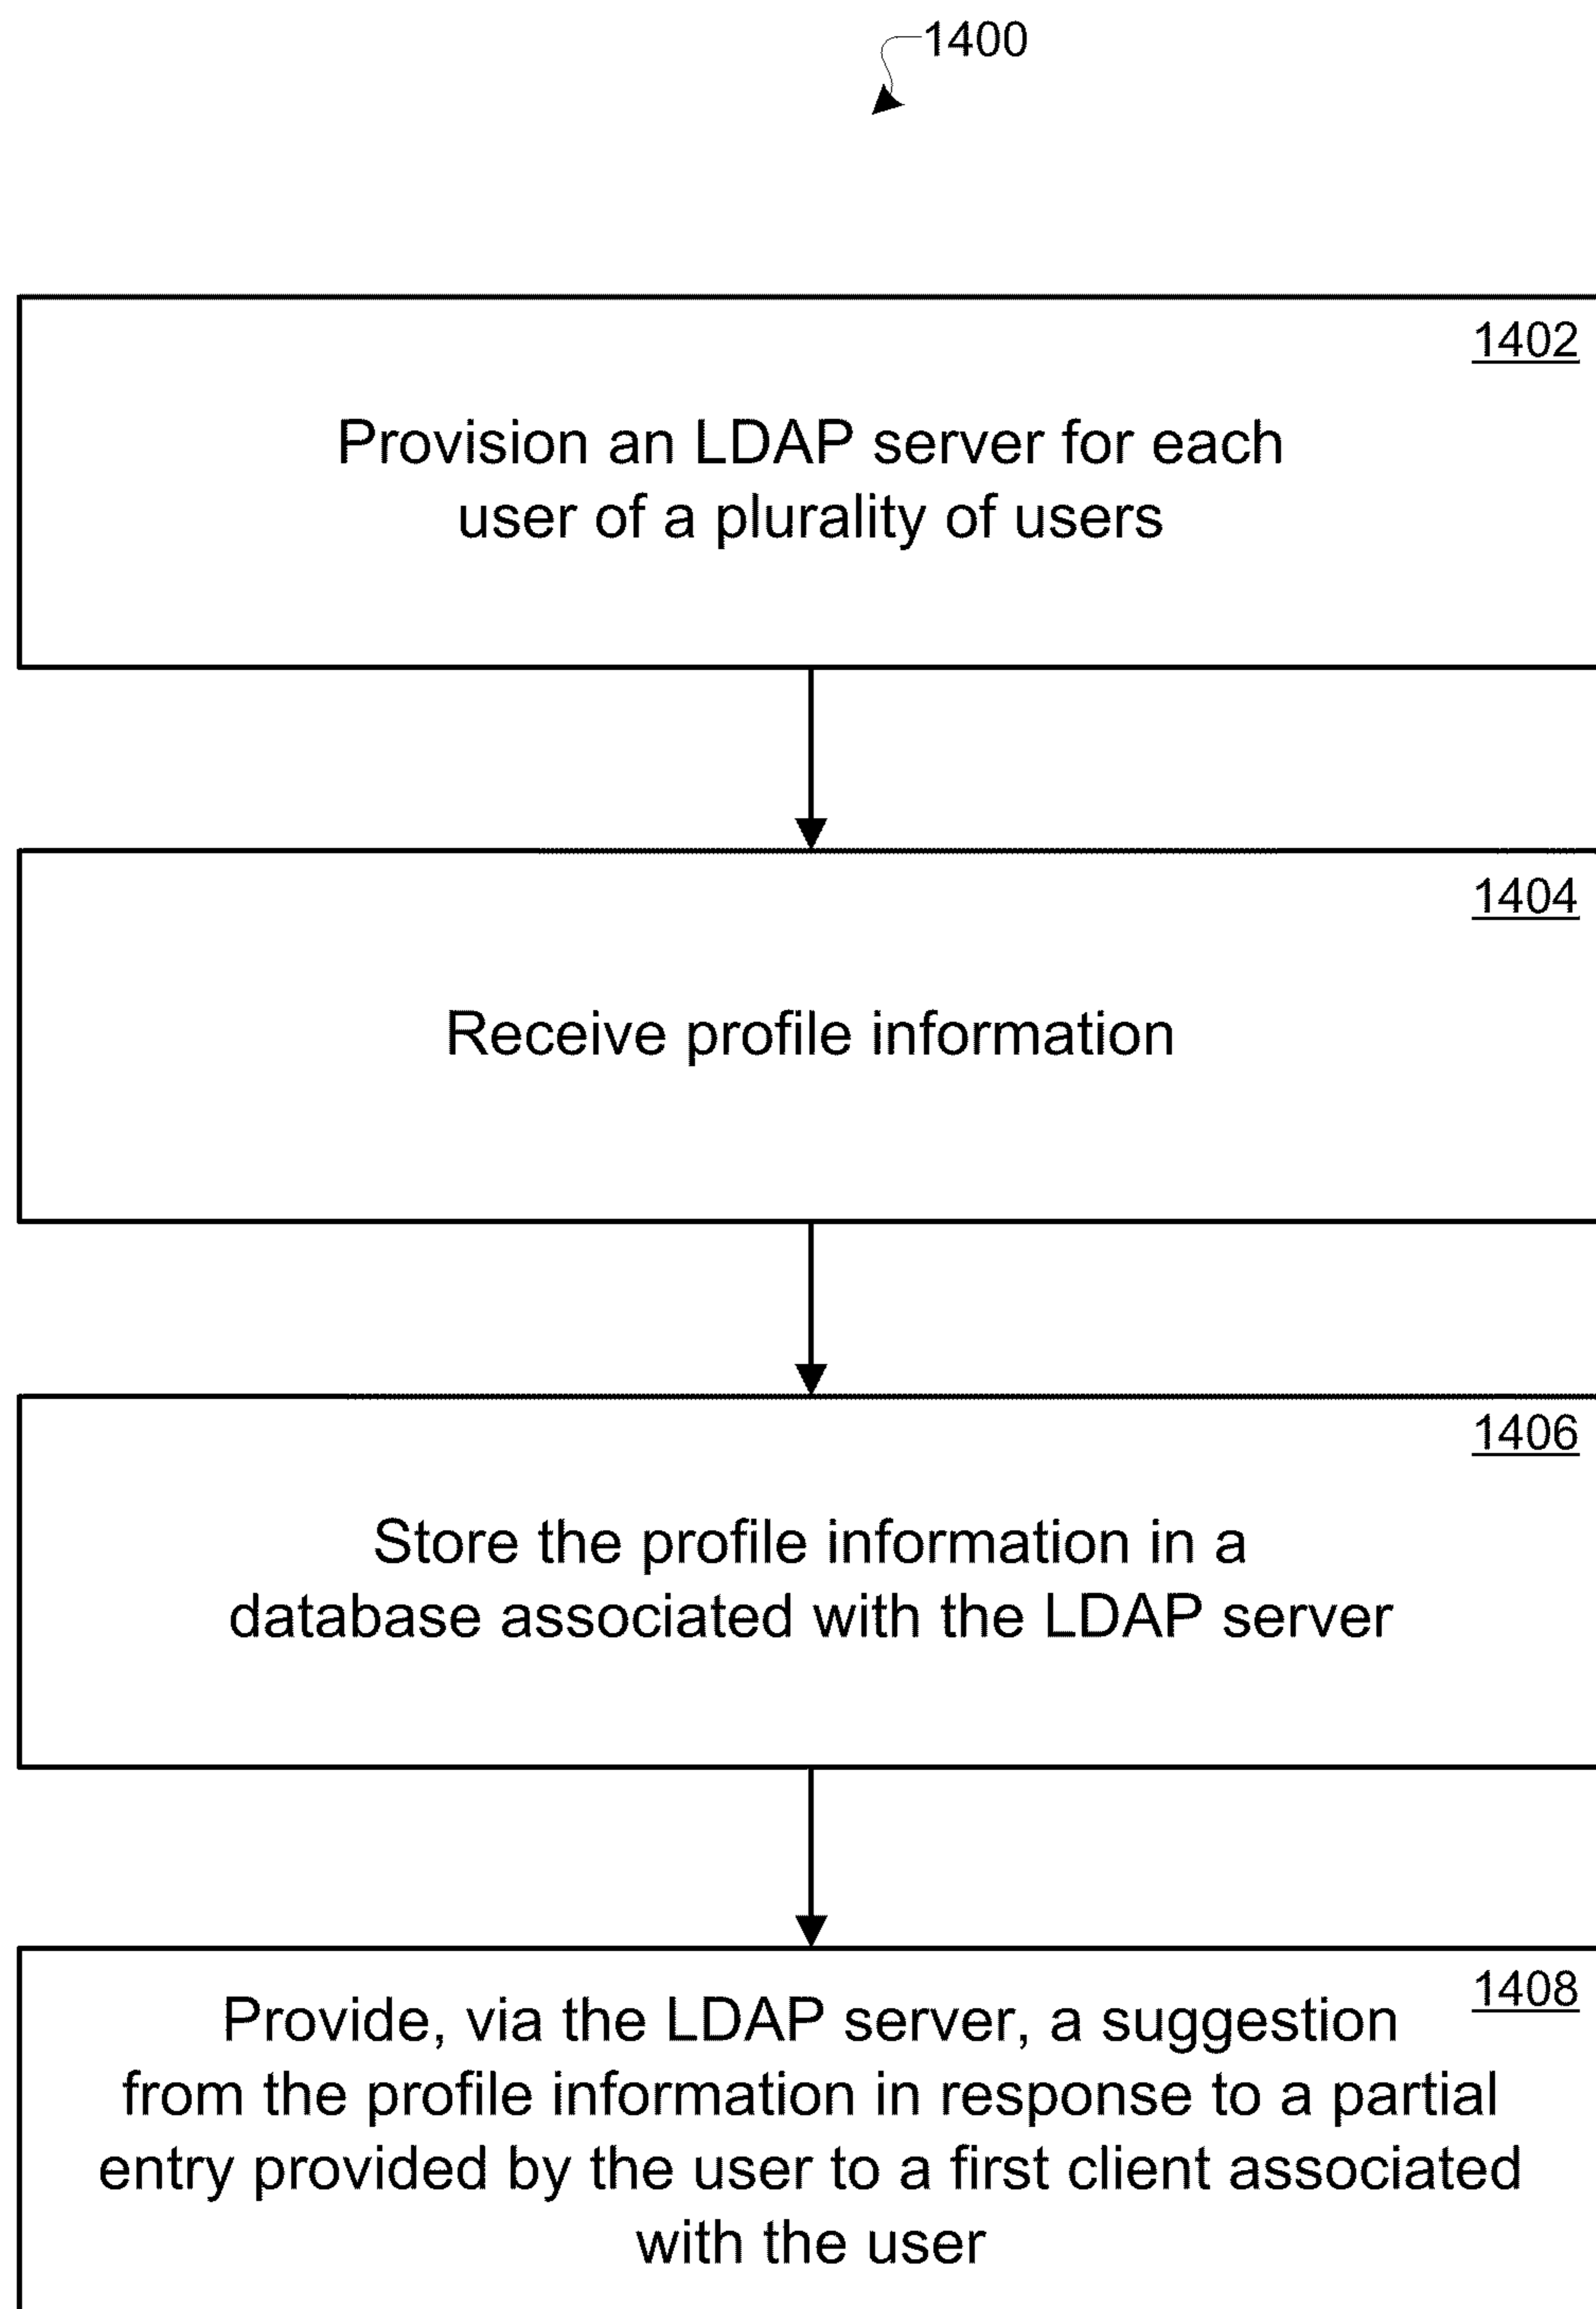 1400
1402
Provision an LDAP server for each
user of a plurality of users
1404
Receive profile information
1406
Store the profile information in a
database associated with the LDAP server
1408
Provide, via the LDAP server, a suggestion
from the profile information in response to a partial
entry provided by the user to a first client associated
with the user